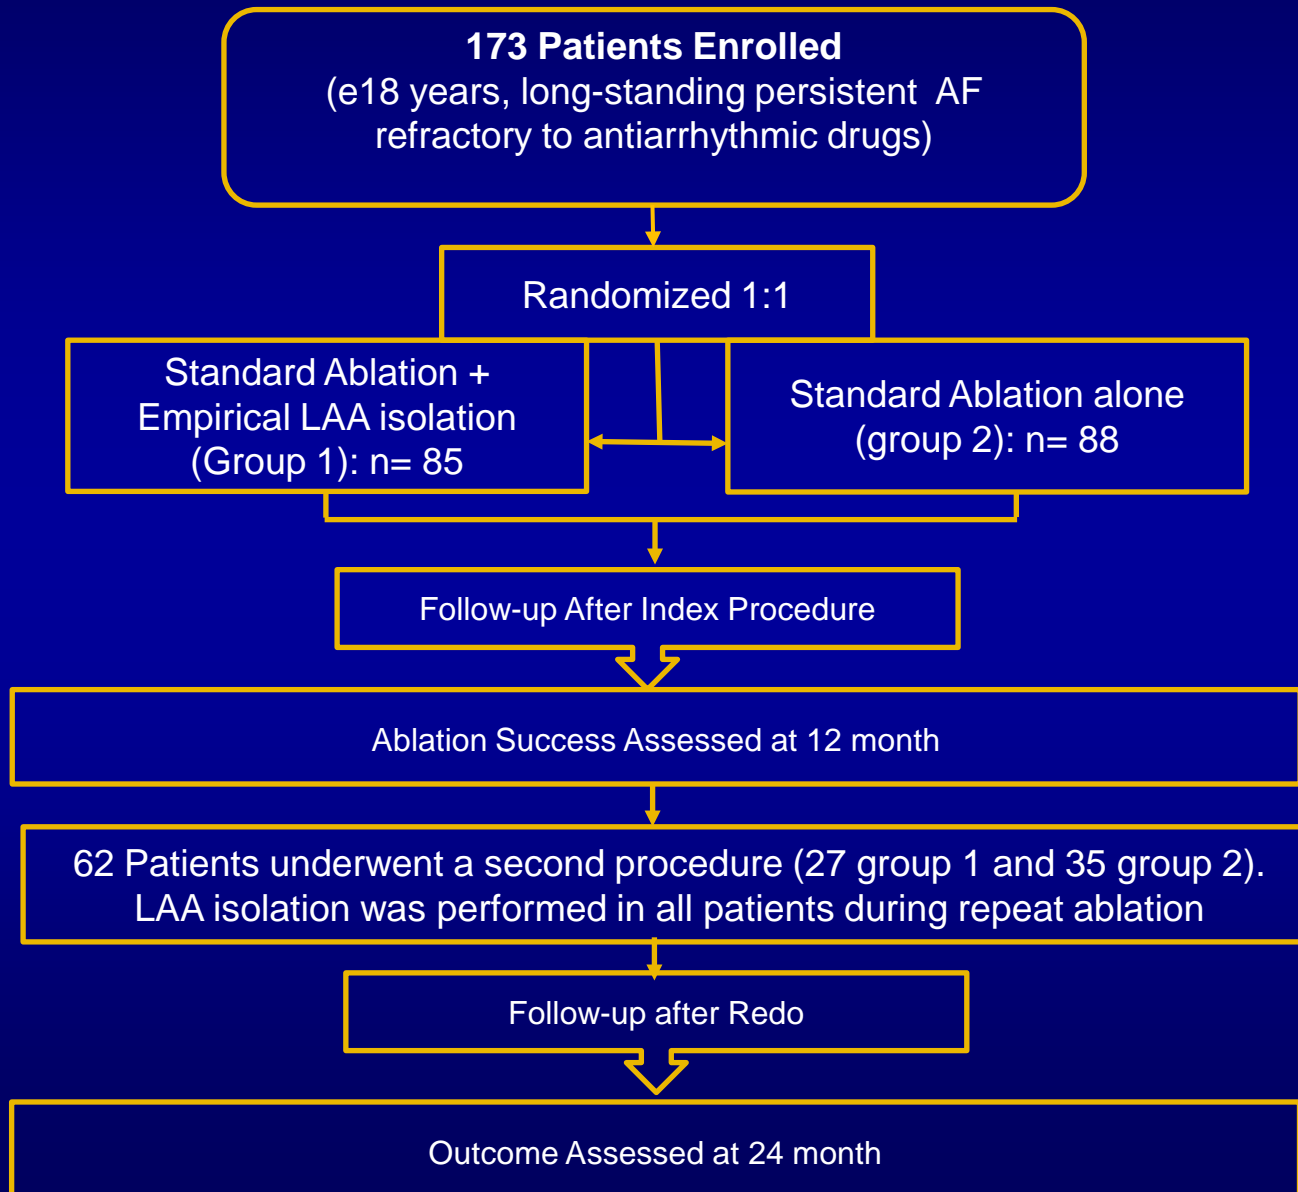 173 Patients Enrolled
(e18 years, long-standing persistent AF
refractory to antiarrhythmic drugs)
Randomized 1:1
Standard Ablation +
Empirical LAA isolation
(Group 1): n= 85
Standard Ablation alone
(group 2): n= 88
Follow-up After Index Procedure
Ablation Success Assessed at 12 month
62 Patients underwent a second procedure (27 group 1 and 35 group 2).
LAA isolation was performed in all patients during repeat ablation
Follow-up after Redo
Outcome Assessed at 24 month